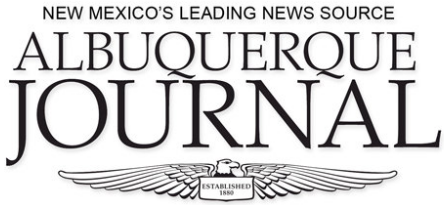 NEW MEXICO'S LEADING NEWS SOURCE
ALBUQUERQUE
JOURNAL
ESTABLISHED
1880